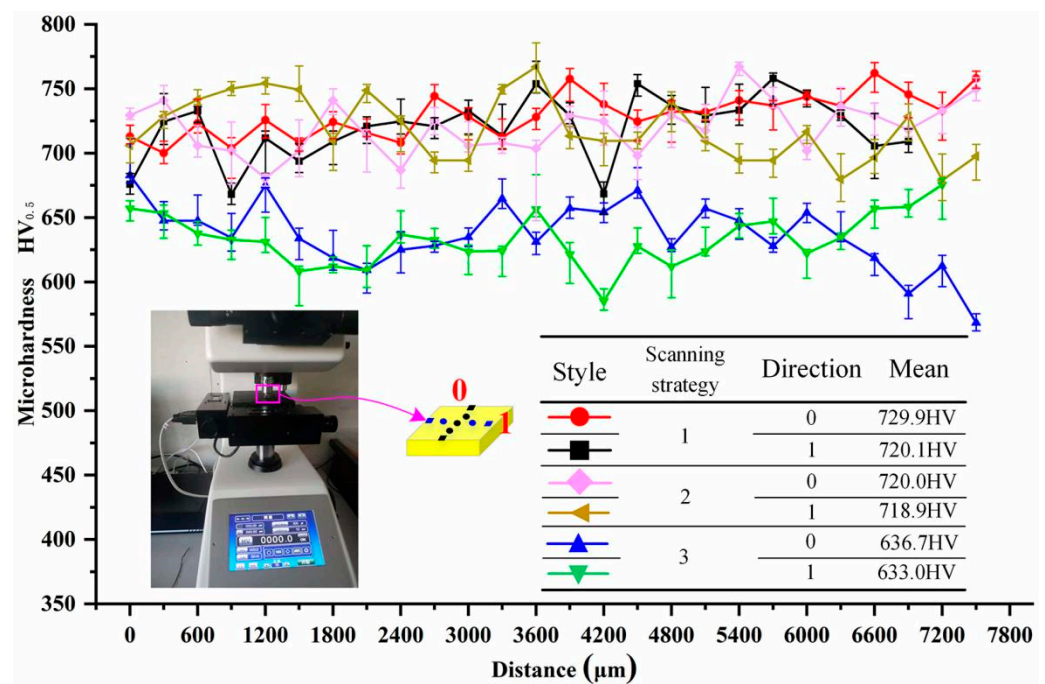 Microhardness HV0.5
800
750
700
650
600
550
500
450
400
350
0
1
0000.0
Style Scanning strategy Direction Mean
1 0 729.9HV
1 720.1HV
2 0 720.0HV
1 718.9HV
3 0 636.7HV
1 633.0HV
0 600 1200 1800 2400 3000 3600 4200 4800 5400 6000 6600 7200 7800
Distance (μm)